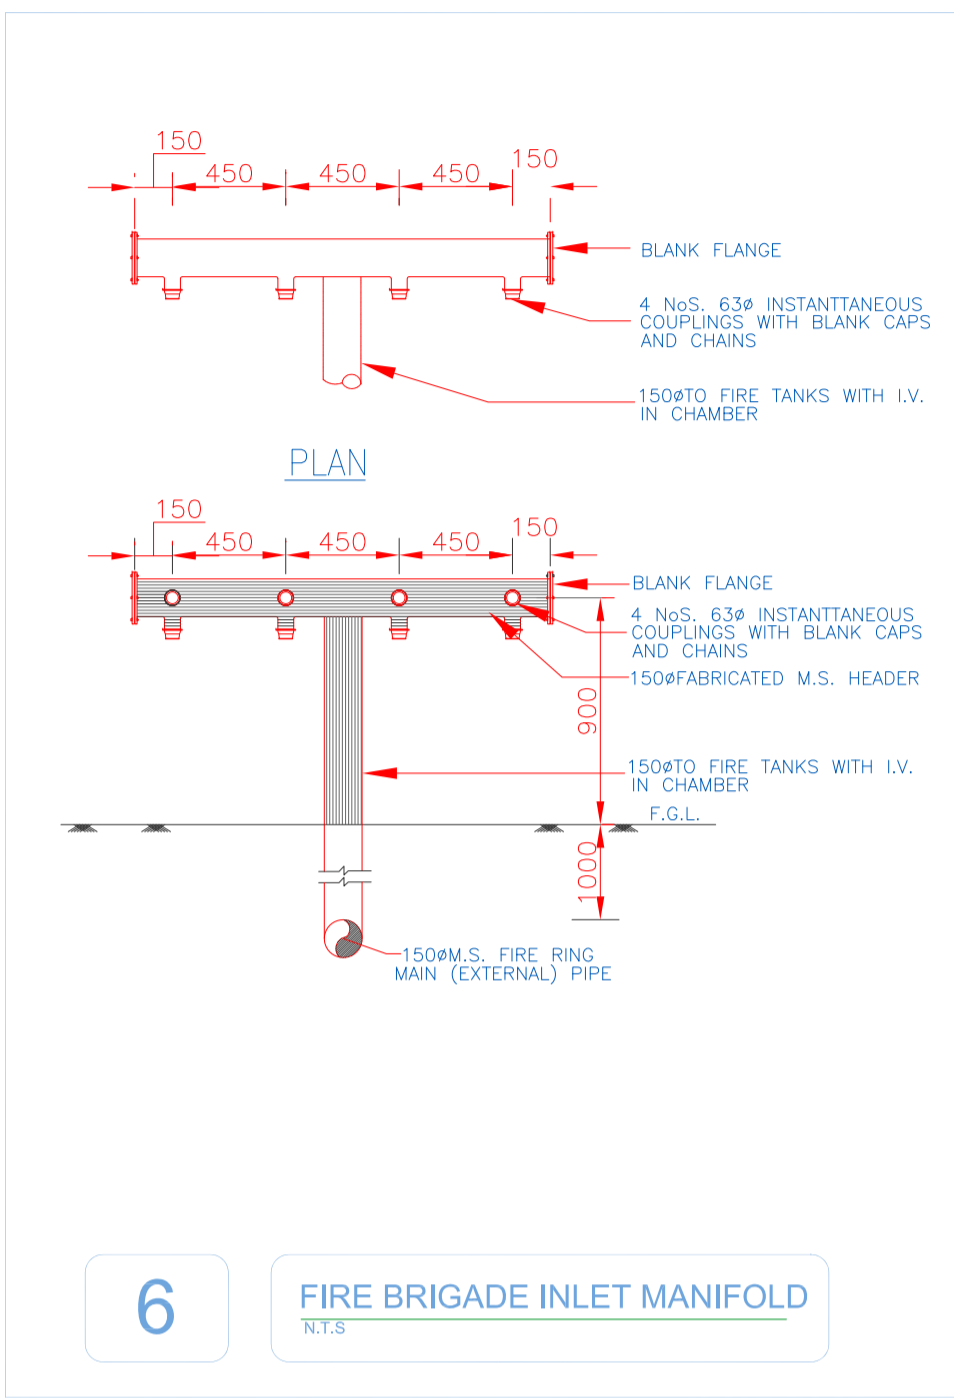 150
450
450
450
150
BLANK FLANGE
4 NoS. 63ø INSTANTTANEOUS
COUPLINGS WITH BLANK CAPS
AND CHAINS
150øTO FIRE TANKS WITH I.V.
IN CHAMBER
PLAN
150
450
450
450
150
BLANK FLANGE
4 NoS. 63ø INSTANTTANEOUS
COUPLINGS WITH BLANK CAPS
AND CHAINS
150øFABRICATED M.S. HEADER
900
150øTO FIRE TANKS WITH I.V.
IN CHAMBER
F.G.L.
1000
150øM.S. FIRE RING
MAIN (EXTERNAL) PIPE
6
FIRE BRIGADE INLET MANIFOLD
N.T.S